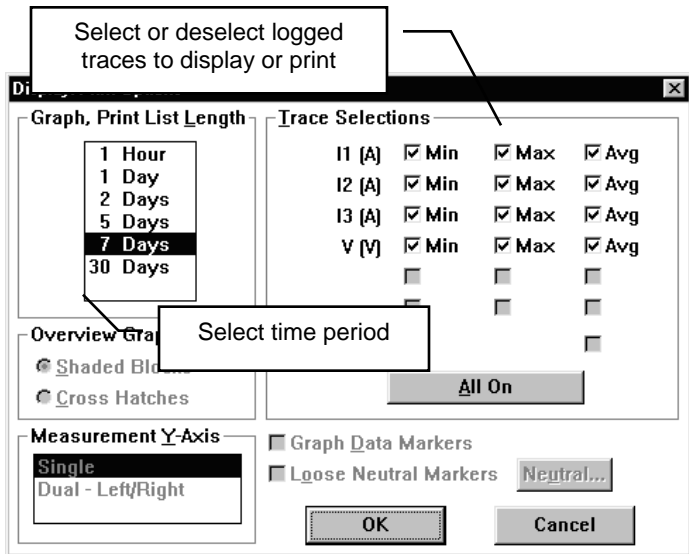 Select or deselect logged
traces to display or print
Graph, Print List Length
1 Hour
1 Day
2 Days
5 Days
7 Days
30 Days
Trace Selections
I1 (A) Min Max Avg
I2 (A) Min Max Avg
I3 (A) Min Max Avg
V (V) Min Max Avg
Select time period
Overview
Shaded
Cross Hatches
All On
Measurement Y-Axis
Single
Dual - Left/Right
Graph Data Markers
Loose Neutral Markers Neutral...
OK Cancel